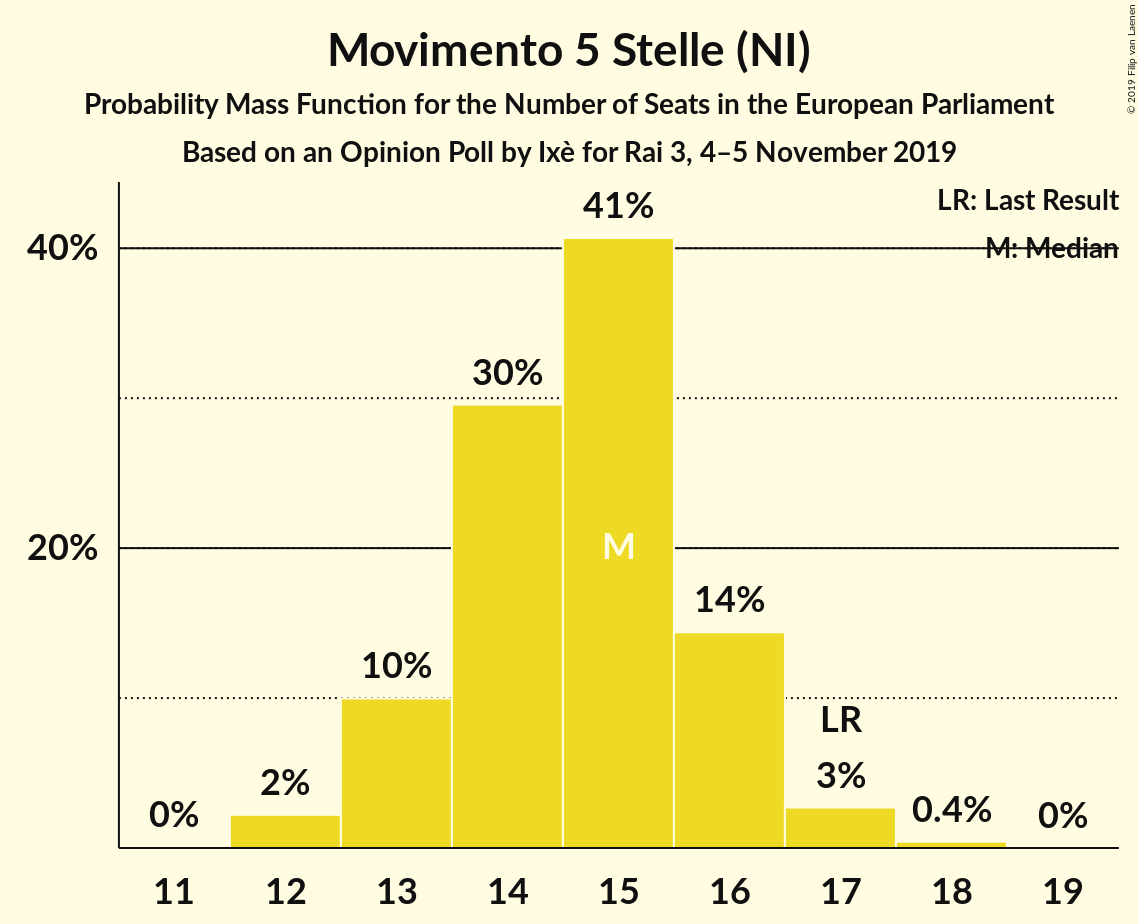 Movimento 5 Stelle (NI)
Probability Mass Function for the Number of Seats in the European Parliament
Based on an Opinion Poll by Ixè for Rai 3, 4–5 November 2019
© 2019 Filip van Laenen
LR: Last Result
M: Median
40%
20%
0%
2%
10%
30%
41%
M
14%
LR
3%
0.4%
0%
11 12 13 14 15 16 17 18 19